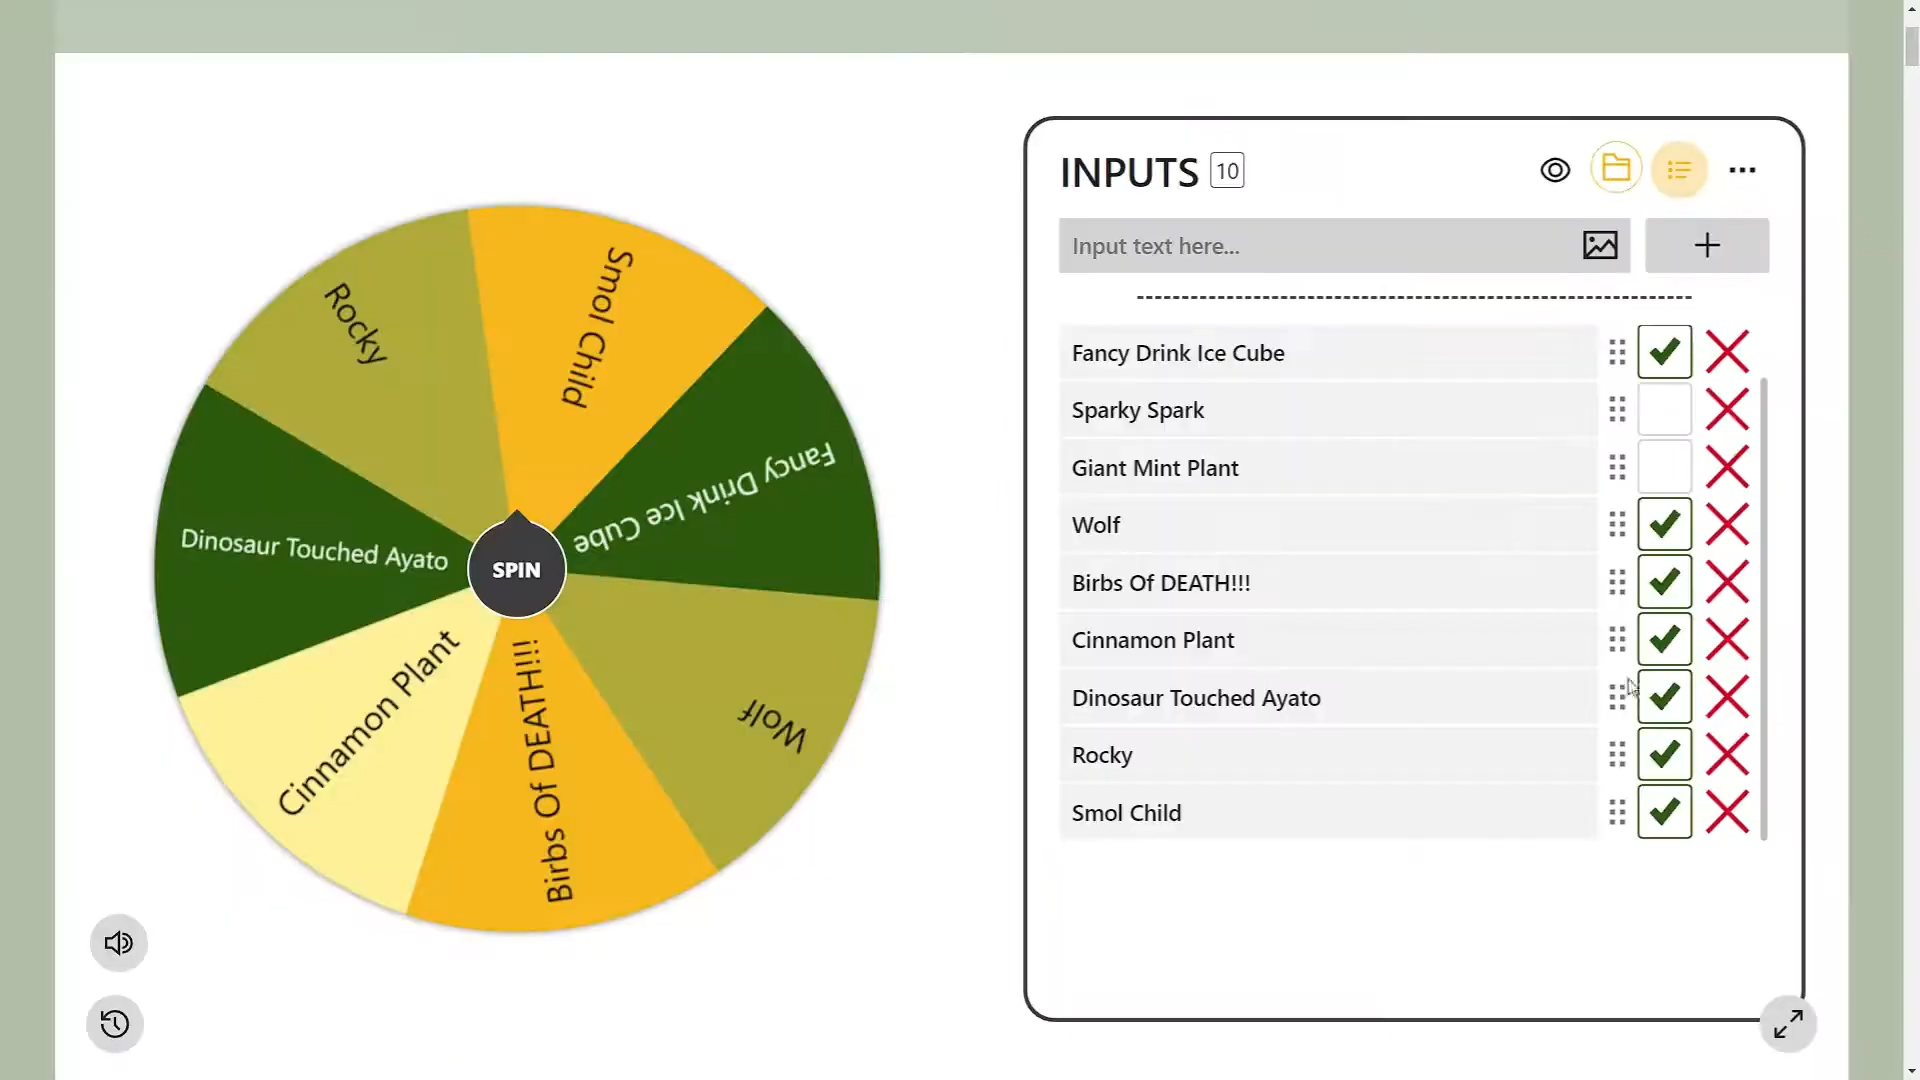 Rocky
Smol Child
Fancy Drink Ice Cube
Dinosaur Touched Ayato
SPIN
Cinnamon Plant
Birbs Of DEATH!!!
Wolf
INPUTS 10
Input text here...
Fancy Drink Ice Cube
Sparky Spark
Giant Mint Plant
Wolf
Birbs Of DEATH!!!
Cinnamon Plant
Dinosaur Touched Ayato
Rocky
Smol Child